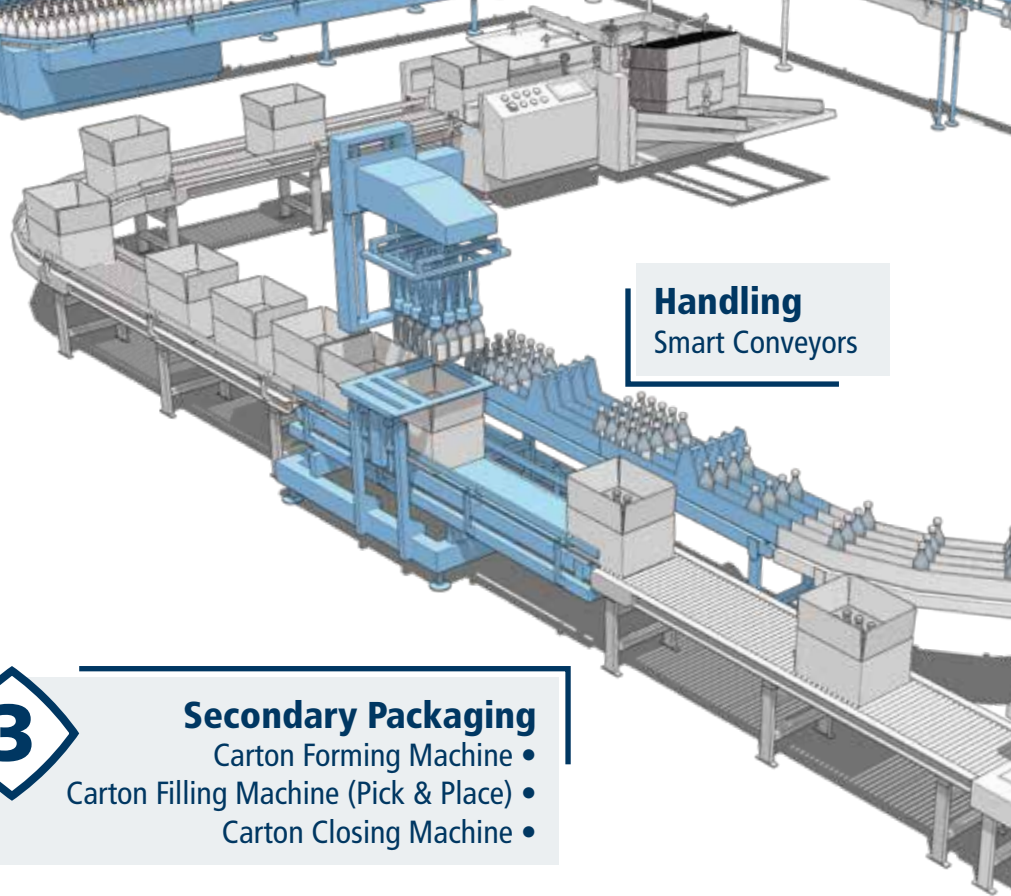 Handling
Smart Conveyors
3
Secondary Packaging
Carton Forming Machine •
Carton Filling Machine (Pick & Place) •
Carton Closing Machine •